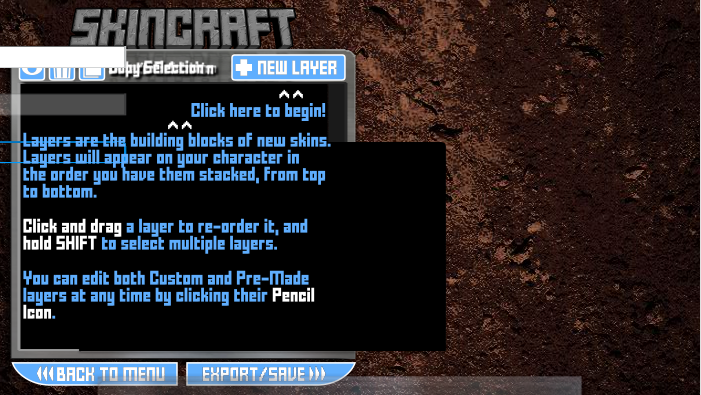 SKINCRAFT
Copy Selection
NEW LAYER
Click here to begin!
Layers are the building blocks of new skins.
Layers will appear on your character in
the order you have them stacked, from top
to bottom.
Click and drag a layer to re-order it, and
hold SHIFT to select multiple layers.
You can edit both Custom and Pre-Made
layers at any time by clicking their Pencil
Icon.
BACK TO MENU
EXPORT/SAVE